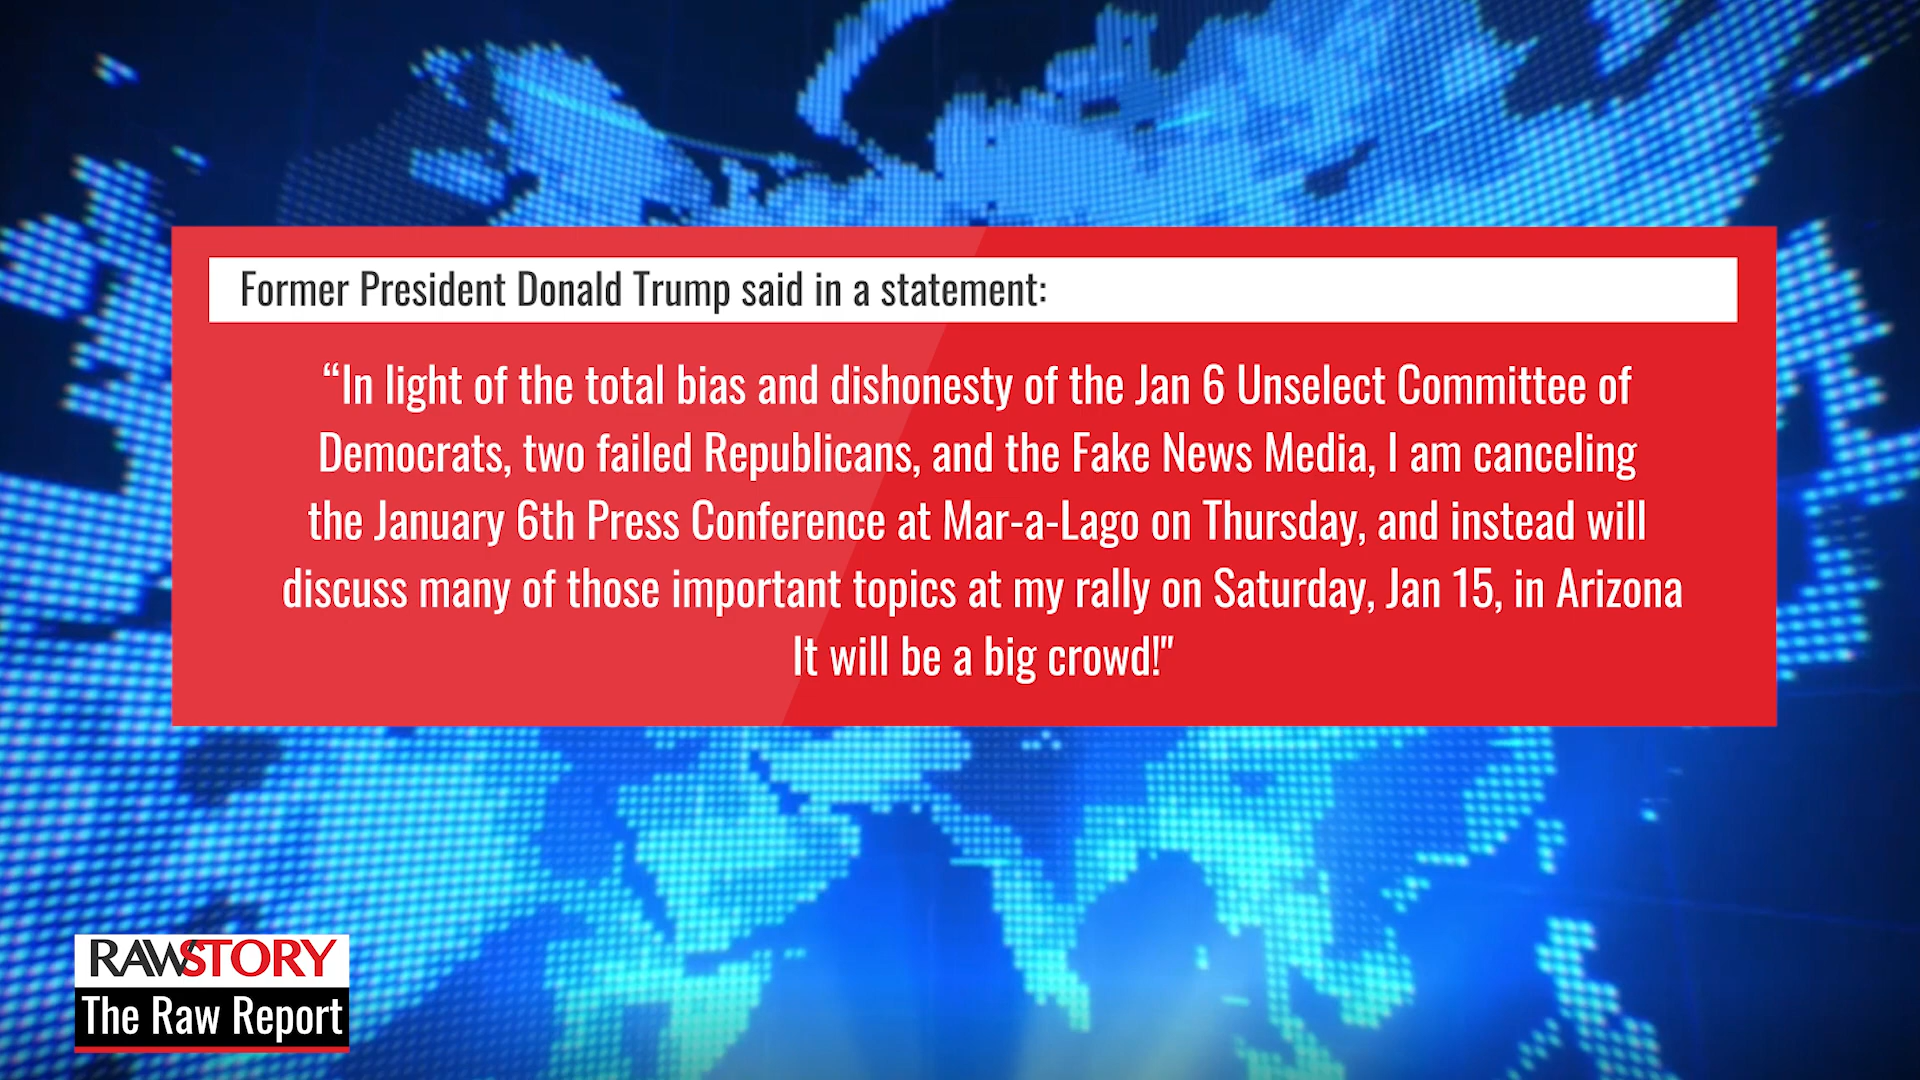 Former President Donald Trump said in a statement:
“In light of the total bias and dishonesty of the Jan 6 Unselect Committee of
Democrats, two failed Republicans, and the Fake News Media, I am canceling
the January 6th Press Conference at Mar-a-Lago on Thursday, and instead will
discuss many of those important topics at my rally on Saturday, Jan 15, in Arizona
It will be a big crowd!"
RAWSTORY
The Raw Report